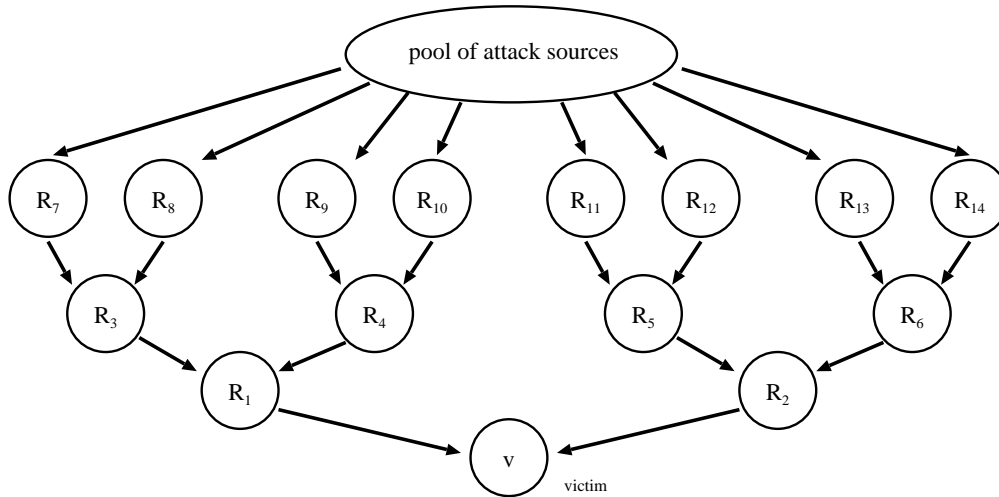 pool of attack sources
R₇ R₈ R₉ R₁₀ R₁₁ R₁₂ R₁₃ R₁₄
R₃ R₄ R₅ R₆
R₁ R₂
v
victim